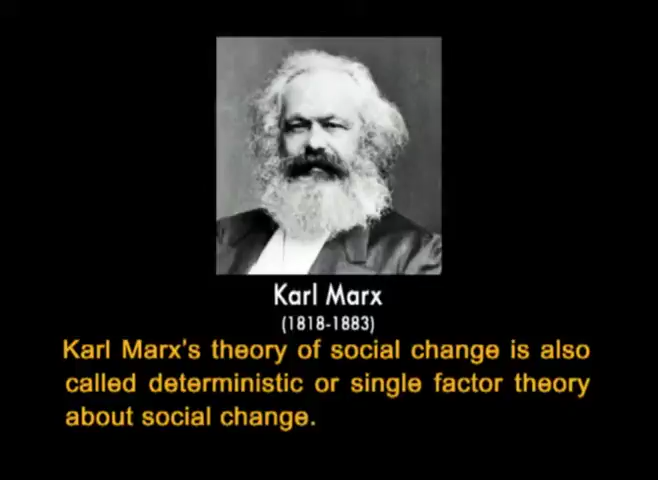 Karl Marx
(1818-1883)
Karl Marx's theory of social change is also
called deterministic or single factor theory
about social change.